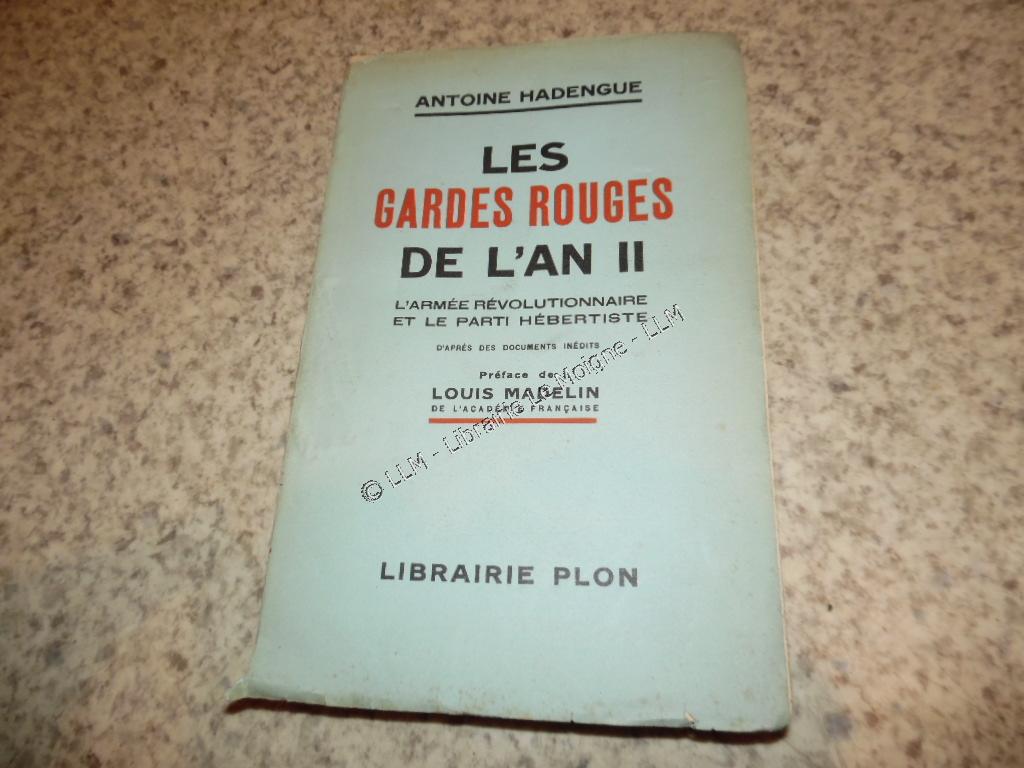 ANTOINE HADENGUE
LES
GARDES ROUGES
DE L'AN II
L'ARMÉE RÉVOLUTIONNAIRE
ET LE PARTI HÉBERTISTE
D'APRÉS DES DOCUMENTS INÉDITS
Préface de
LOUIS MADELIN
DE L'ACADÉMIE FRANÇAISE
© LLM - Librairie Le Moigne - LLM
LIBRAIRIE PLON